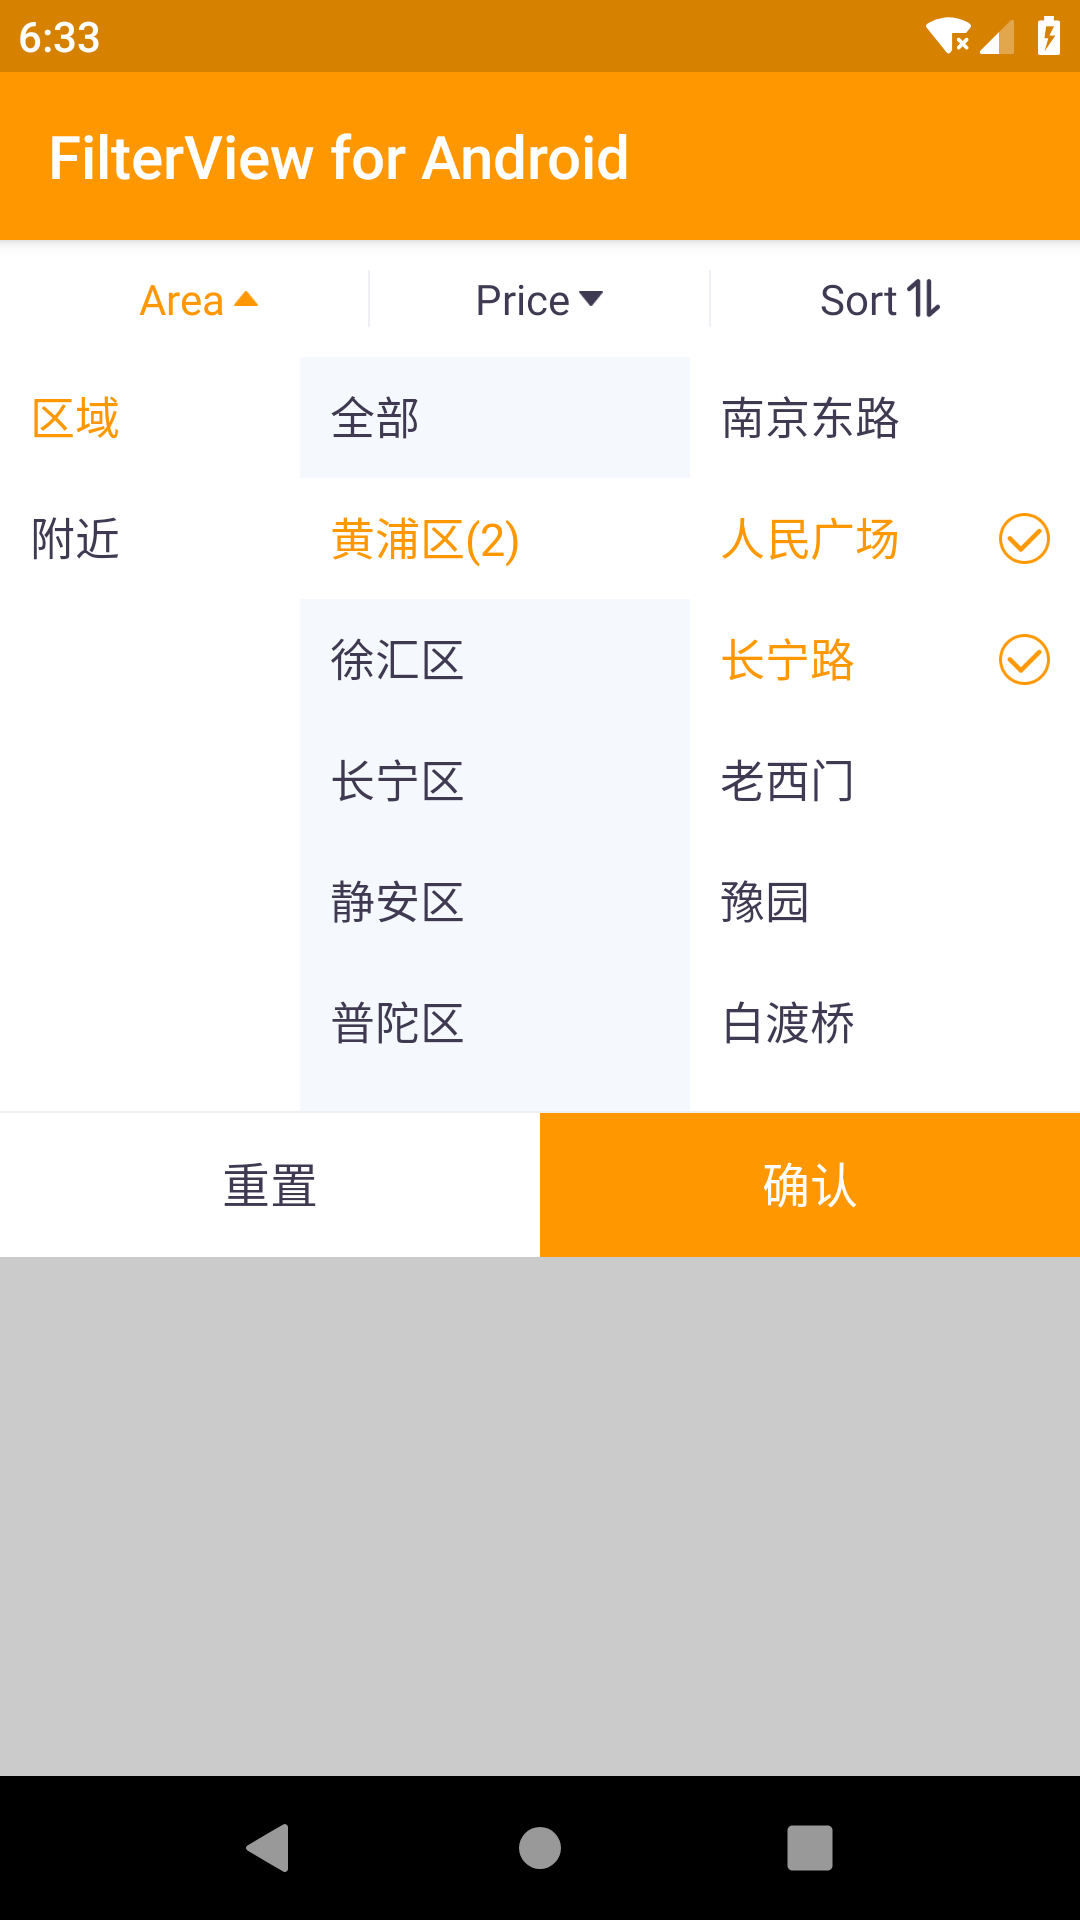 6:33
FilterView for Android
Area Price Sort
区域 全部 南京东路
附近 黄浦区(2) 人民广场
徐汇区 长宁路
长宁区 老西门
静安区 豫园
普陀区 白渡桥
重置 确认